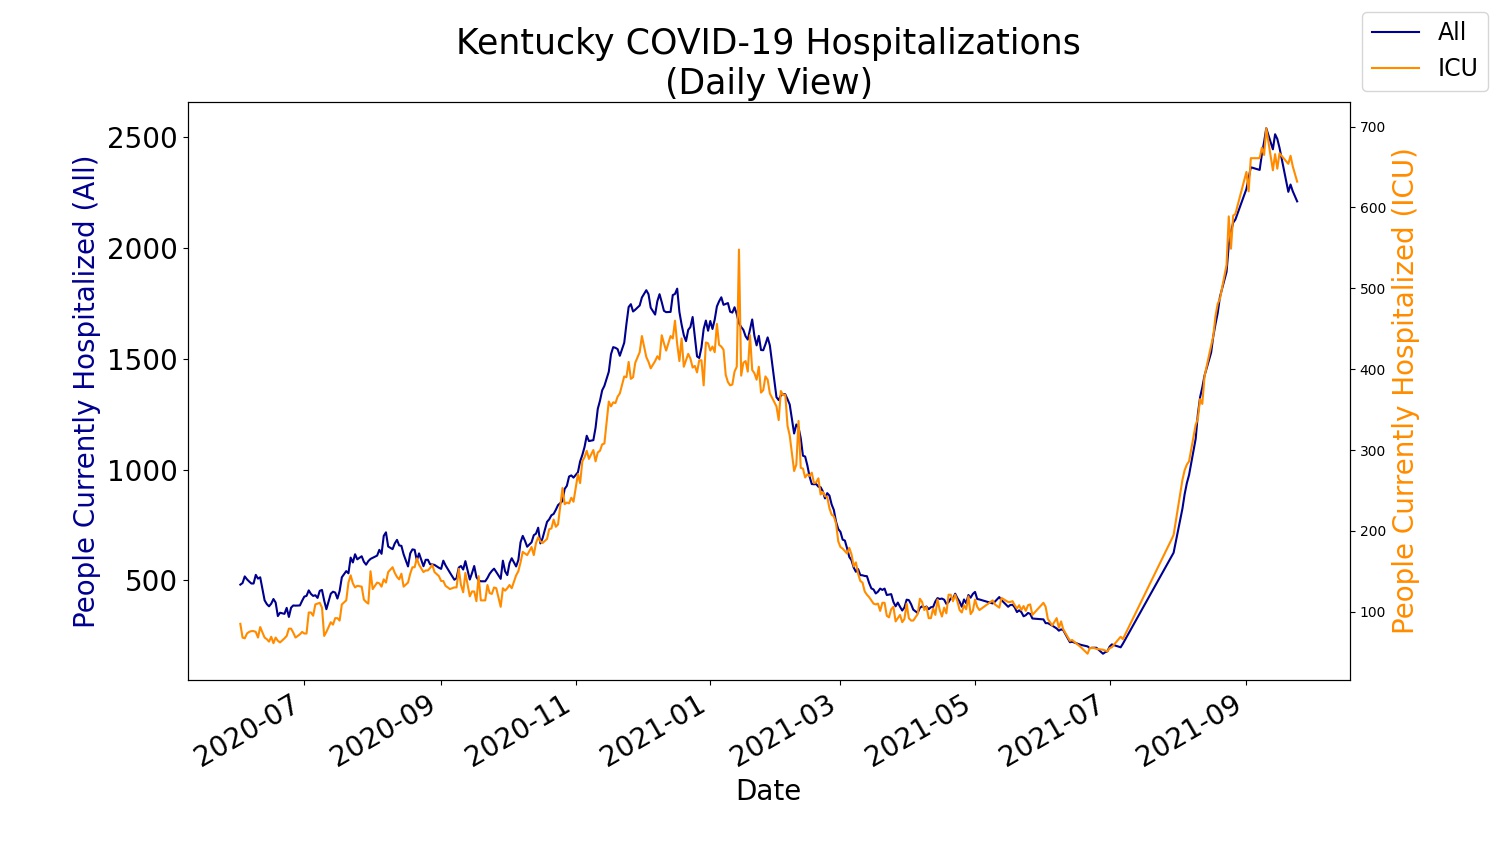 Kentucky COVID-19 Hospitalizations
(Daily View)
All
ICU
People Currently Hospitalized (All)
2500
2000
1500
1000
500
700
600
500
400
300
200
100
People Currently Hospitalized (ICU)
2020-07
2020-09
2020-11
2021-01
2021-03
2021-05
2021-07
2021-09
Date